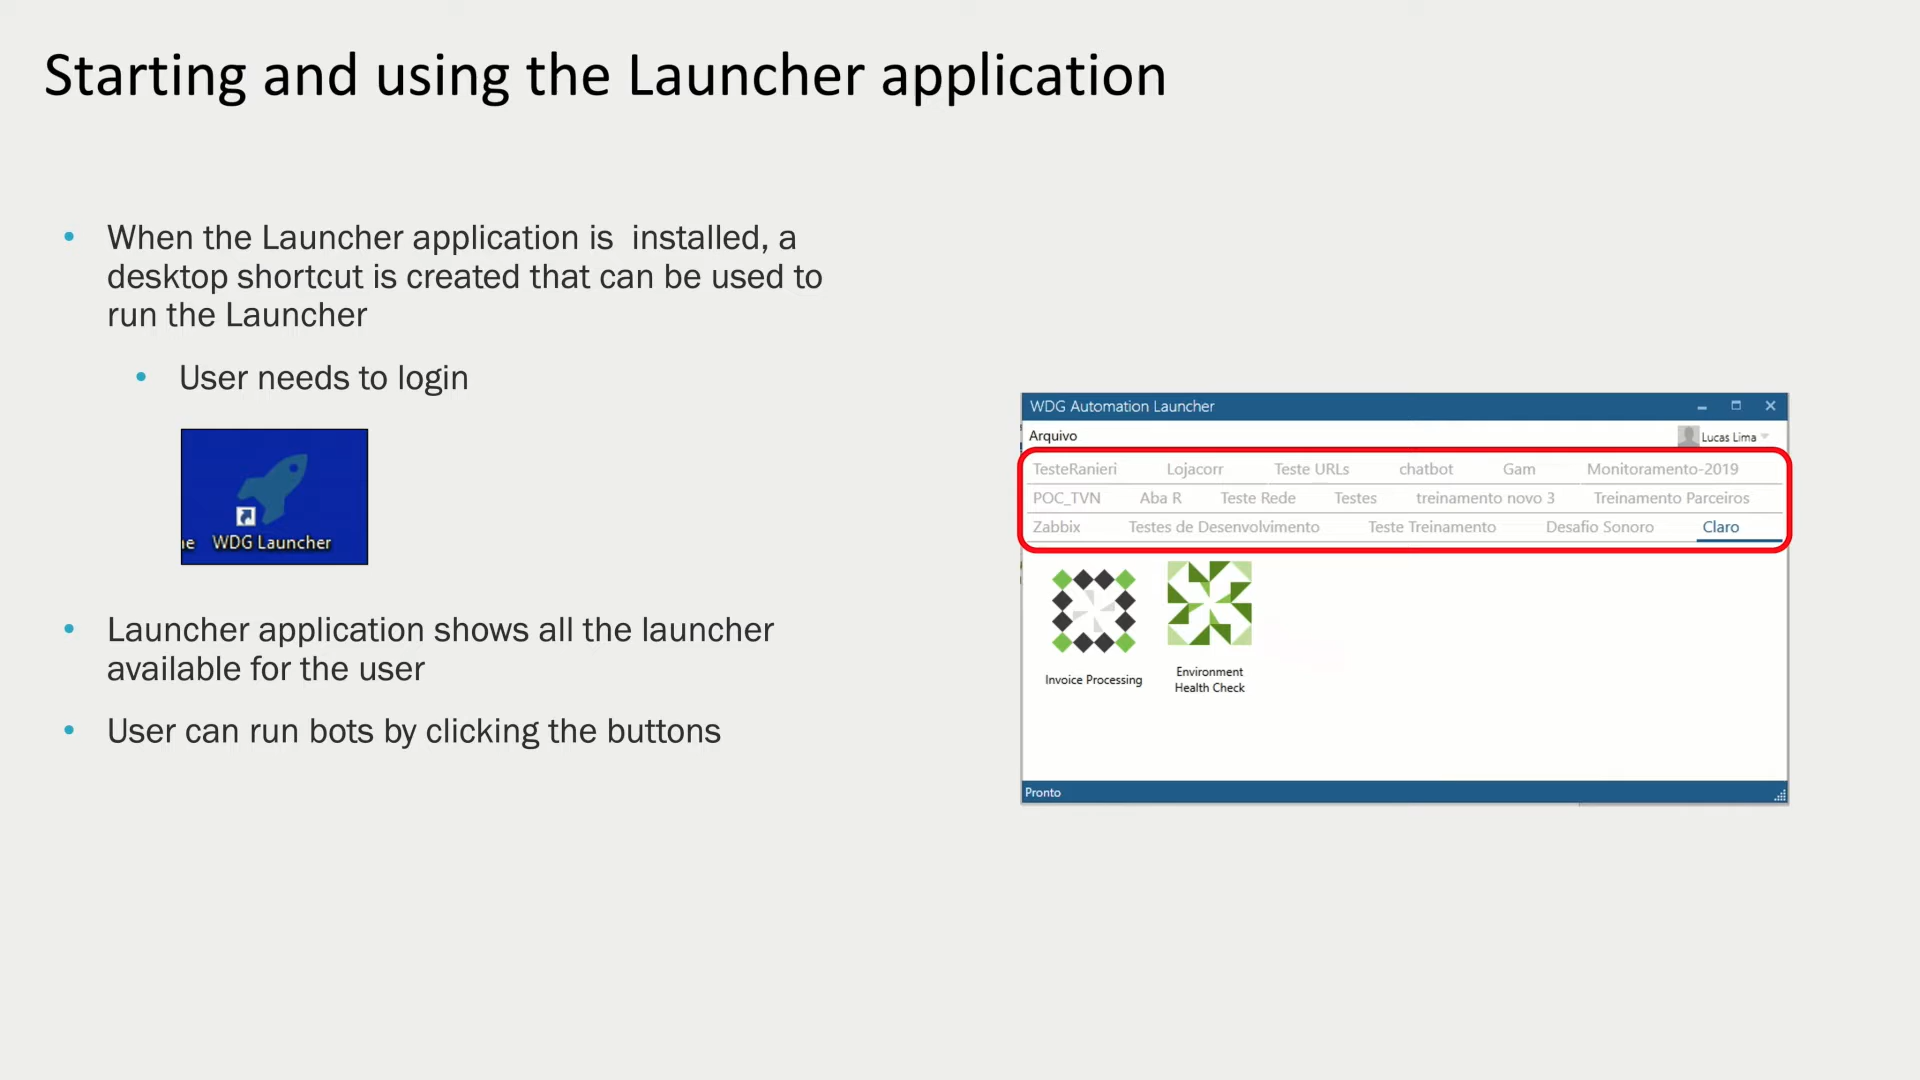 Starting and using the Launcher application
• When the Launcher application is  installed, a
desktop shortcut is created that can be used to
run the Launcher
• User needs to login
WDG Launcher
• Launcher application shows all the launcher
available for the user
• User can run bots by clicking the buttons
WDG Automation Launcher
Arquivo Lucas Lima
TesteRanieri Lojacorr Teste URLs chatbot Gam Monitoramento-2019
POC_TVN Aba R Teste Rede Testes treinamento novo 3 Treinamento Parceiros
Zabbix Testes de Desenvolvimento Teste Treinamento Desafio Sonoro Claro
Invoice Processing
Environment
Health Check
Pronto